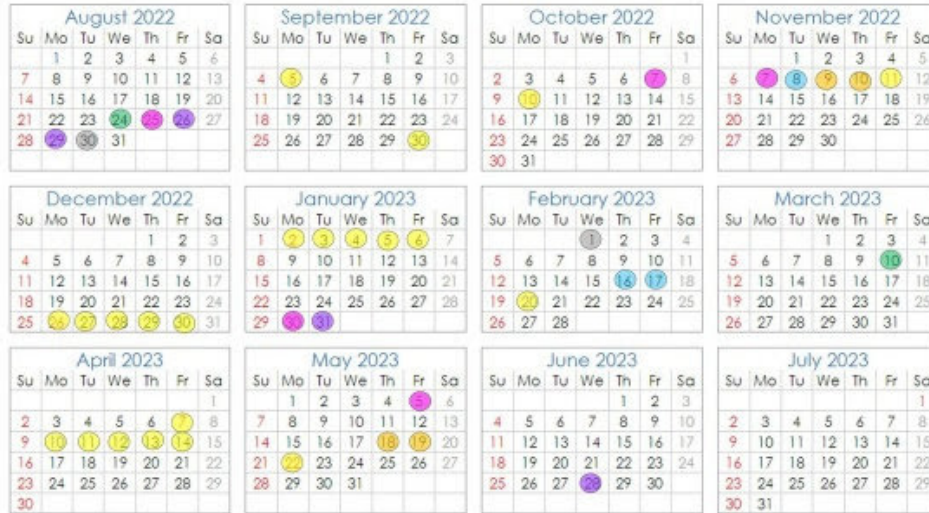 August 2022
Su Mo Tu We Th Fr Sa
1 2 3 4 5 6
7 8 9 10 11 12 13
14 15 16 17 18 19 20
21 22 23 24 25 26 27
28 29 30 31
September 2022
Su Mo Tu We Th Fr Sa
1 2 3
4 5 6 7 8 9 10
11 12 13 14 15 16 17
18 19 20 21 22 23 24
25 26 27 28 29 30
October 2022
Su Mo Tu We Th Fr Sa
1
2 3 4 5 6 7 8
9 10 11 12 13 14 15
16 17 18 19 20 21 22
23 24 25 26 27 28 29
30 31
November 2022
Su Mo Tu We Th Fr Sa
1 2 3 4 5
6 7 8 9 10 11 12
13 14 15 16 17 18 19
20 21 22 23 24 25 26
27 28 29 30
December 2022
Su Mo Tu We Th Fr Sa
1 2 3
4 5 6 7 8 9 10
11 12 13 14 15 16 17
18 19 20 21 22 23 24
25 26 27 28 29 30 31
January 2023
Su Mo Tu We Th Fr Sa
1 2 3 4 5 6 7
8 9 10 11 12 13 14
15 16 17 18 19 20 21
22 23 24 25 26 27 28
29 30 31
February 2023
Su Mo Tu We Th Fr Sa
1 2 3 4
5 6 7 8 9 10 11
12 13 14 15 16 17 18
19 20 21 22 23 24 25
26 27 28
March 2023
Su Mo Tu We Th Fr Sa
1 2 3 4
5 6 7 8 9 10 11
12 13 14 15 16 17 18
19 20 21 22 23 24 25
26 27 28 29 30 31
April 2023
Su Mo Tu We Th Fr Sa
1
2 3 4 5 6 7 8
9 10 11 12 13 14 15
16 17 18 19 20 21 22
23 24 25 26 27 28 29
30
May 2023
Su Mo Tu We Th Fr Sa
1 2 3 4 5 6
7 8 9 10 11 12 13
14 15 16 17 18 19 20
21 22 23 24 25 26 27
28 29 30 31
June 2023
Su Mo Tu We Th Fr Sa
1 2 3
4 5 6 7 8 9 10
11 12 13 14 15 16 17
18 19 20 21 22 23 24
25 26 27 28 29 30
July 2023
Su Mo Tu We Th Fr Sa
1
2 3 4 5 6 7 8
9 10 11 12 13 14 15
16 17 18 19 20 21 22
23 24 25 26 27 28 29
30 31